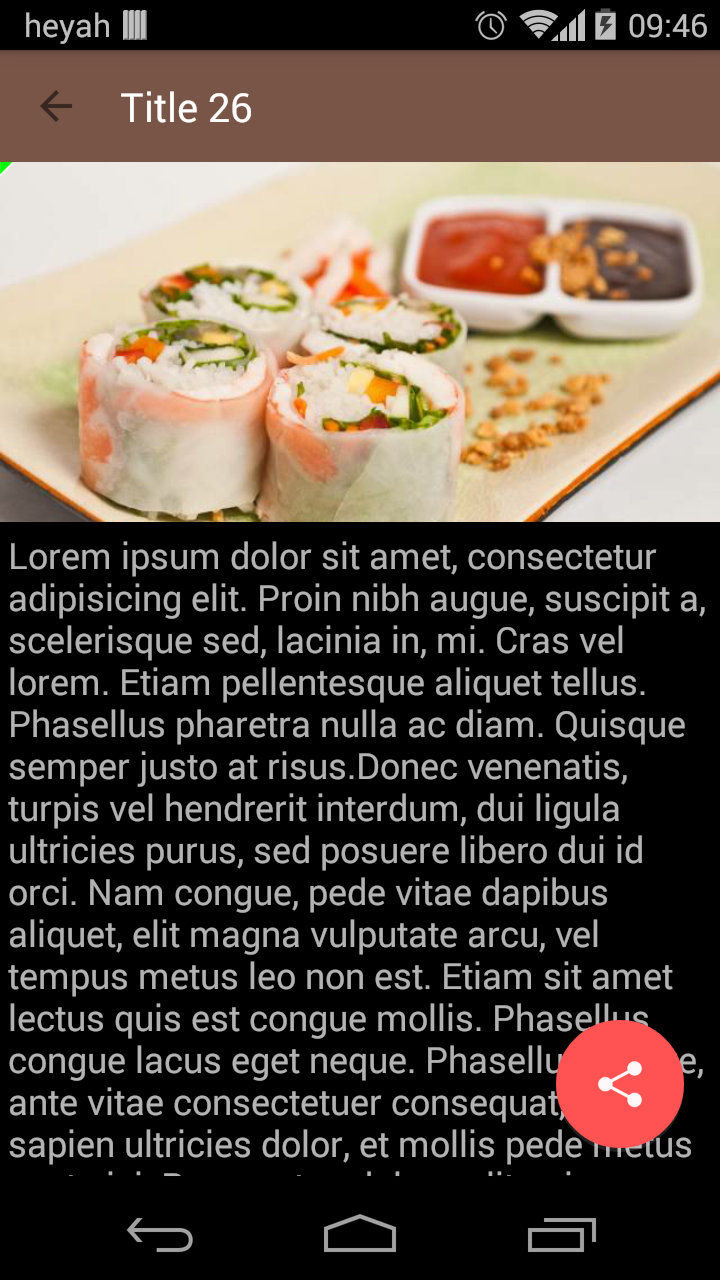 heyah 09:46
Title 26
Lorem ipsum dolor sit amet, consectetur
adipisicing elit. Proin nibh augue, suscipit a,
scelerisque sed, lacinia in, mi. Cras vel
lorem. Etiam pellentesque aliquet tellus.
Phasellus pharetra nulla ac diam. Quisque
semper justo at risus.Donec venenatis,
turpis vel hendrerit interdum, dui ligula
ultricies purus, sed posuere libero dui id
orci. Nam congue, pede vitae dapibus
aliquet, elit magna vulputate arcu, vel
tempus metus leo non est. Etiam sit amet
lectus quis est congue mollis. Phasellus
congue lacus eget neque. Phasellu e,
ante vitae consectetuer consequat,
sapien ultricies dolor, et mollis pede metus